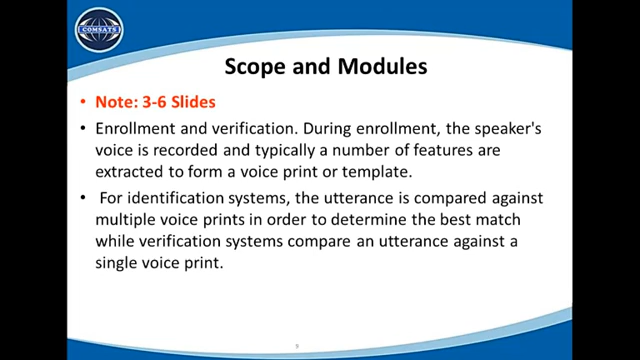 COMSATS
Scope and Modules
• Note: 3-6 Slides
• Enrollment and verification. During enrollment, the speaker's
voice is recorded and typically a number of features are
extracted to form a voice print or template.
• For identification systems, the utterance is compared against
multiple voice prints in order to determine the best match
while verification systems compare an utterance against a
single voice print.
9